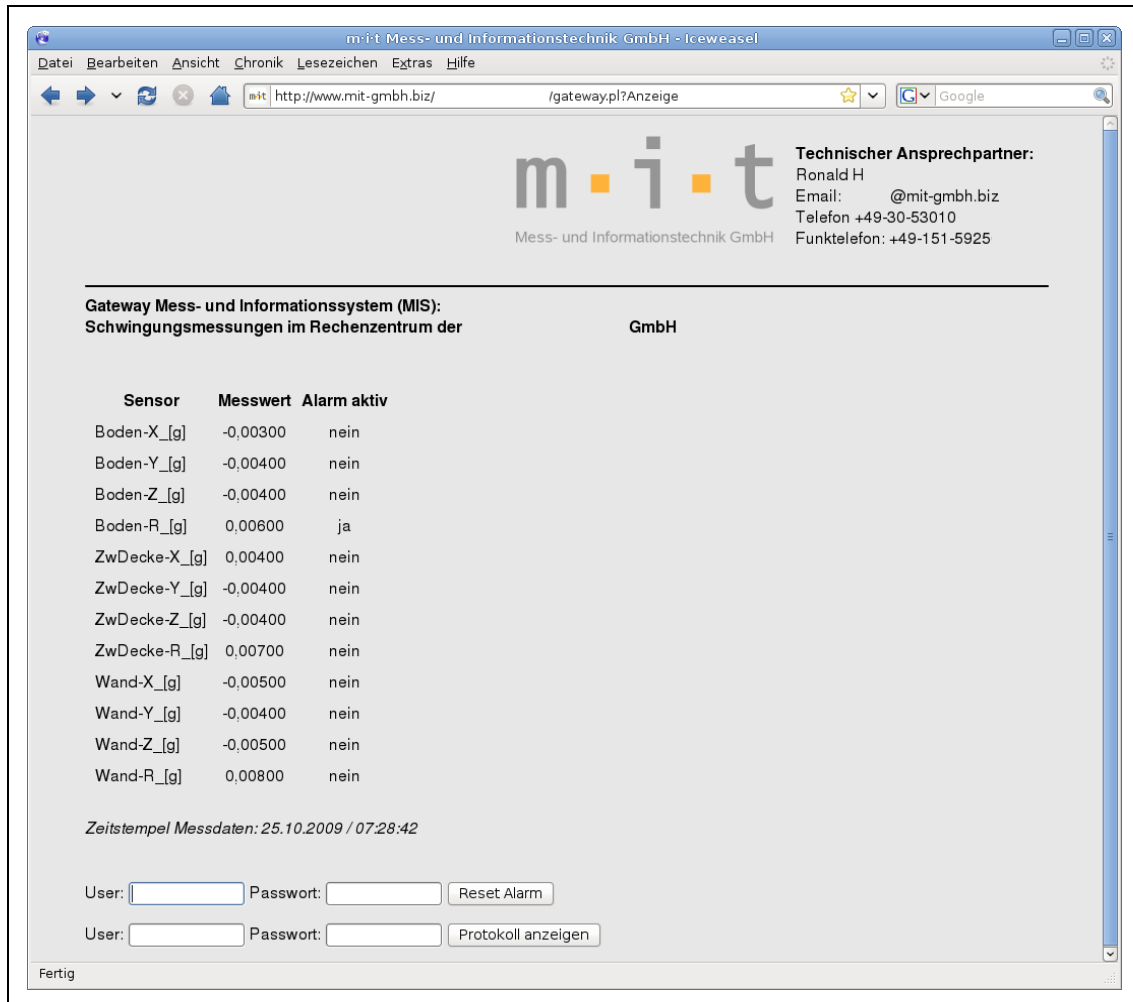 m·i·t Mess- und Informationstechnik GmbH - Iceweasel
Datei Bearbeiten Ansicht Chronik Lesezeichen Extras Hilfe
m·i·t http://www.mit-gmbh.biz/ /gateway.pl?Anzeige G Google
m·i·t
Mess- und Informationstechnik GmbH
Technischer Ansprechpartner:
Ronald H
Email: @mit-gmbh.biz
Telefon +49-30-53010
Funktelefon: +49-151-5925
Gateway Mess- und Informationssystem (MIS):
Schwingungsmessungen im Rechenzentrum der GmbH
Sensor Messwert Alarm aktiv
Boden-X_[g] -0,00300 nein
Boden-Y_[g] -0,00400 nein
Boden-Z_[g] -0,00400 nein
Boden-R_[g] 0,00600 ja
ZwDecke-X_[g] 0,00400 nein
ZwDecke-Y_[g] -0,00400 nein
ZwDecke-Z_[g] -0,00400 nein
ZwDecke-R_[g] 0,00700 nein
Wand-X_[g] -0,00500 nein
Wand-Y_[g] -0,00400 nein
Wand-Z_[g] -0,00500 nein
Wand-R_[g] 0,00800 nein
Zeitstempel Messdaten: 25.10.2009 / 07:28:42
User: Passwort: Reset Alarm
User: Passwort: Protokoll anzeigen
Fertig